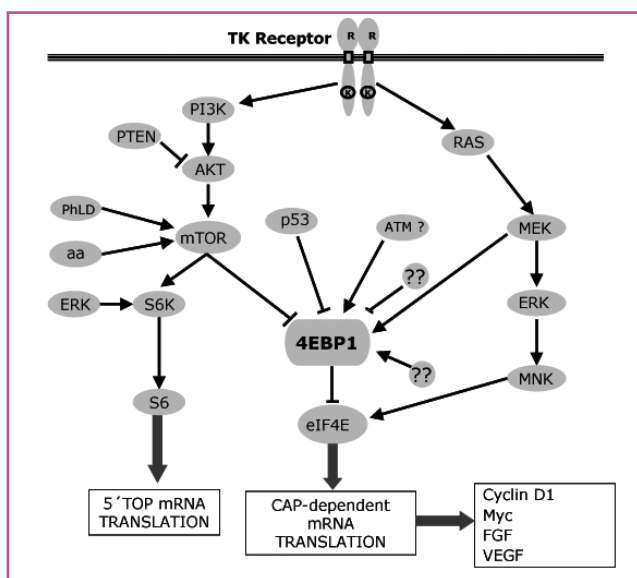 TK Receptor
R R
K K
PI3K
PTEN
AKT
RAS
PhLD
mTOR
aa
p53
ATM ?
MEK
??
ERK
S6K
ERK
4EBP1
??
MNK
S6
eIF4E
5´TOP mRNA
TRANSLATION
CAP-dependent
mRNA
TRANSLATION
Cyclin D1
Myc
FGF
VEGF